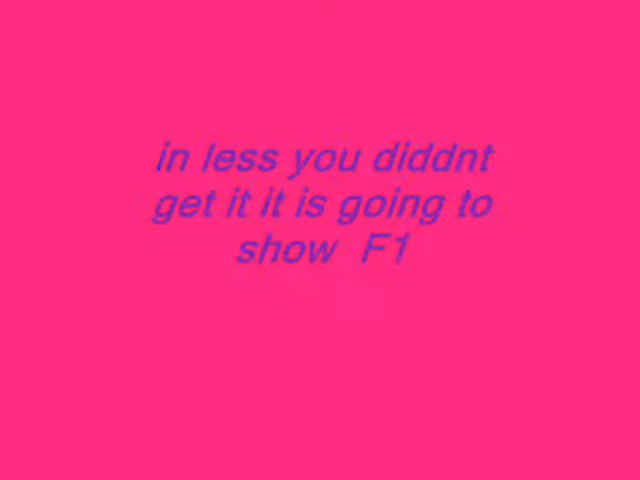 in less you diddnt
get it it is going to
show F1